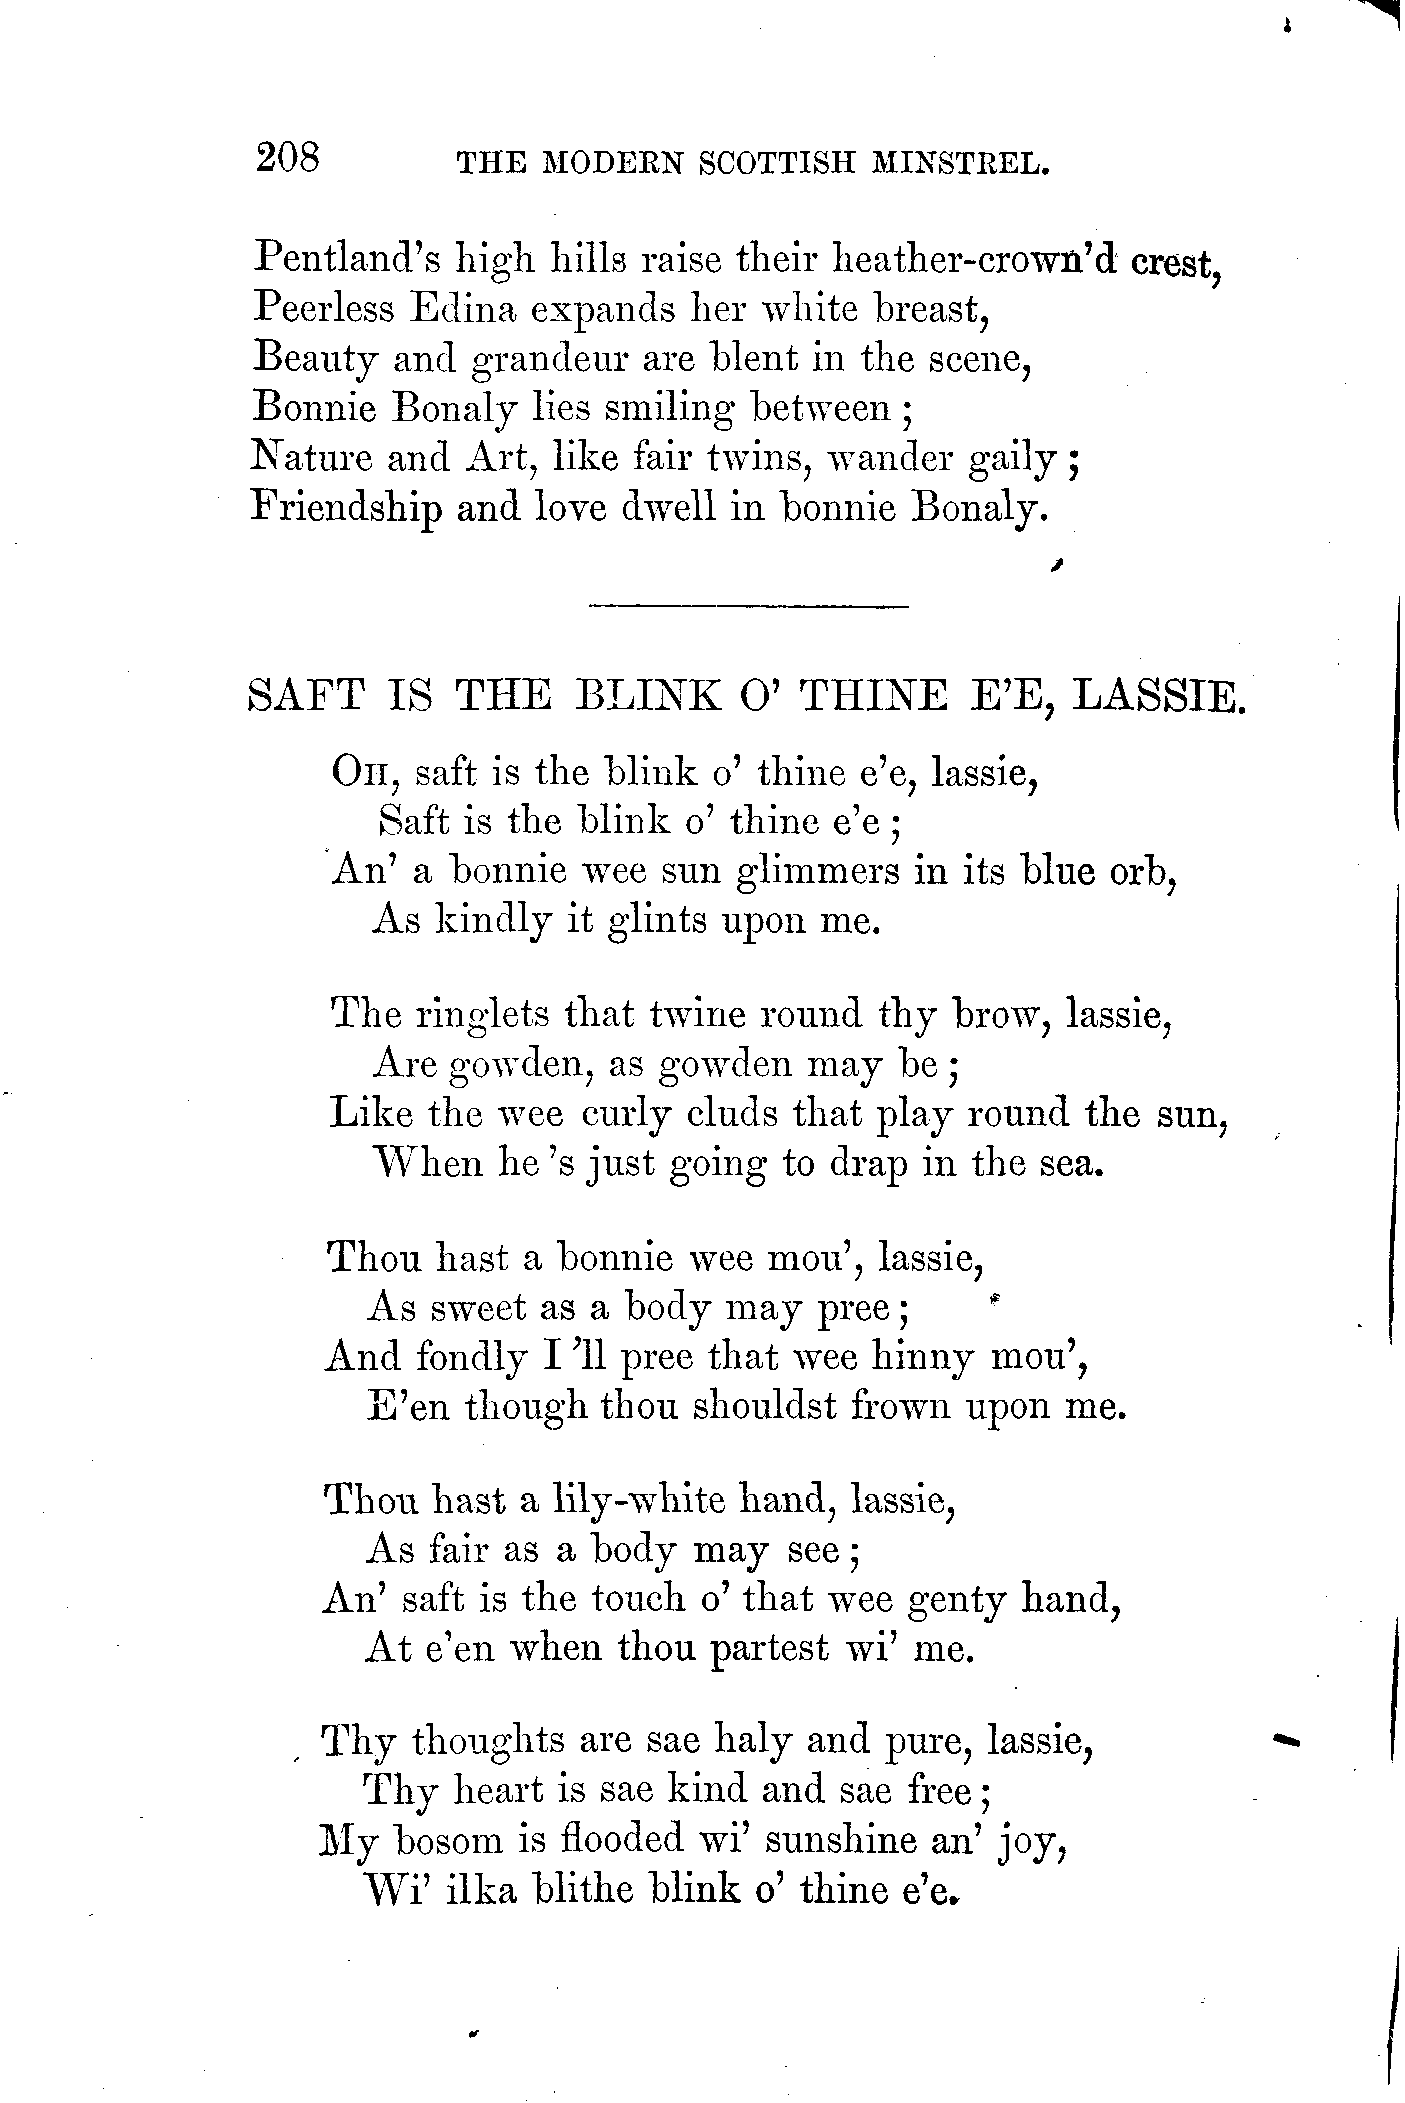 208 THE MODERN SCOTTISH MINSTREL.
Pentland's high hills raise their heather-crown'd crest,
Peerless Edina expands her white breast,
Beauty and grandeur are blent in the scene,
Bonnie Bonaly lies smiling between ;
Nature and Art, like fair twins, wander gaily ;
Friendship and love dwell in bonnie Bonaly.
SAFT IS THE BLINK O' THINE E'E, LASSIE.
OH, saft is the blink o' thine e'e, lassie,
Saft is the blink o' thine e'e ;
An' a bonnie wee sun glimmers in its blue orb,
As kindly it glints upon me.
The ringlets that twine round thy brow, lassie,
Are gowden, as gowden may be ;
Like the wee curly cluds that play round the sun,
When he 's just going to drap in the sea.
Thou hast a bonnie wee mou', lassie,
As sweet as a body may pree ;
And fondly I 'll pree that wee hinny mou',
E'en though thou shouldst frown upon me.
Thou hast a lily-white hand, lassie,
As fair as a body may see ;
An' saft is the touch o' that wee genty hand,
At e'en when thou partest wi' me.
Thy thoughts are sae haly and pure, lassie,
Thy heart is sae kind and sae free ;
My bosom is flooded wi' sunshine an' joy,
Wi' ilka blithe blink o' thine e'e.